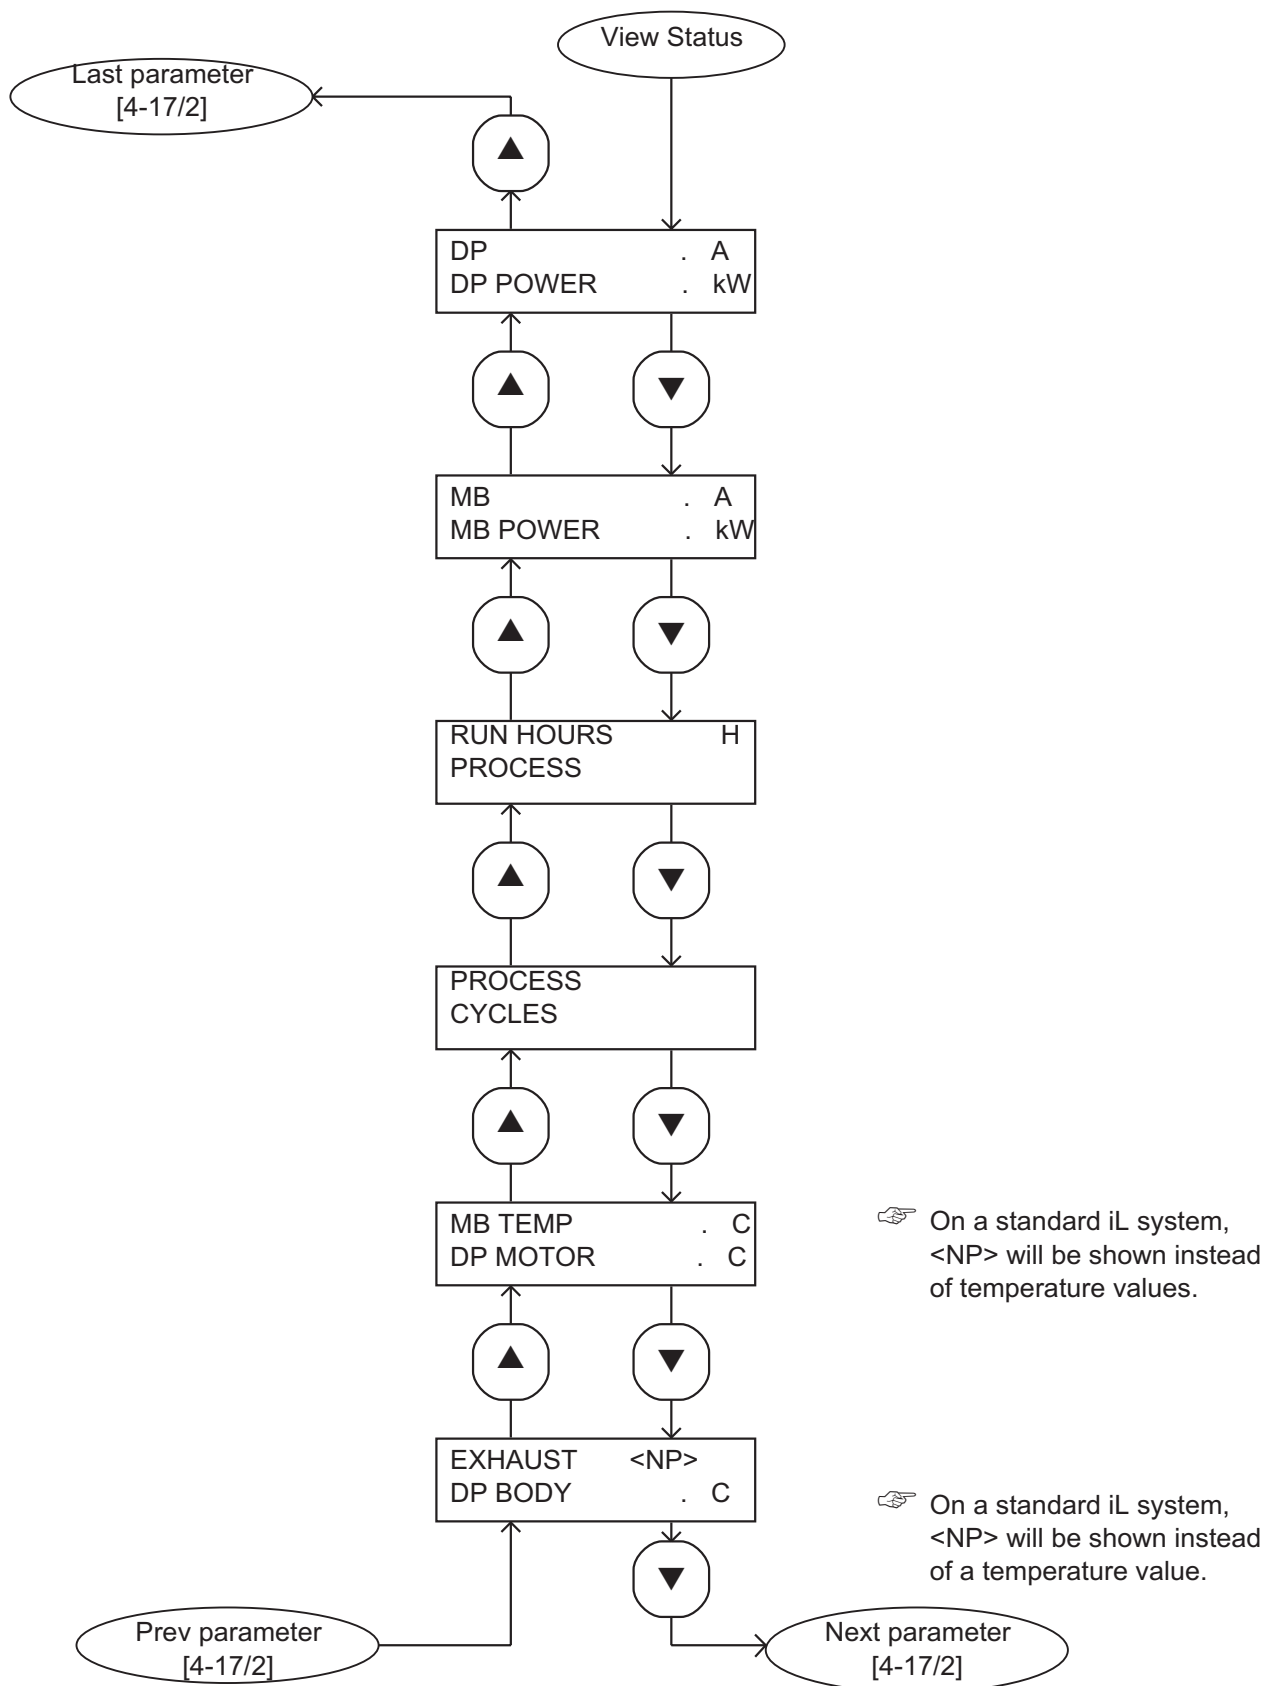 View Status
Last parameter
[4-17/2]
▲
DP . A
DP POWER . kW
▲ ▼
MB . A
MB POWER . kW
▲ ▼
RUN HOURS H
PROCESS
▲ ▼
PROCESS
CYCLES
▲ ▼
MB TEMP . C
DP MOTOR . C
☞ On a standard iL system,
<NP> will be shown instead
of temperature values.
▲ ▼
EXHAUST <NP>
DP BODY . C
☞ On a standard iL system,
<NP> will be shown instead
of a temperature value.
▼
Prev parameter
[4-17/2]
Next parameter
[4-17/2]